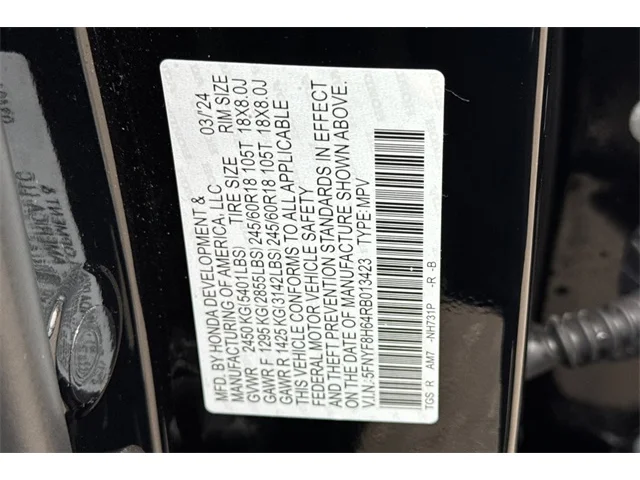 MFD. BY HONDA DEVELOPMENT & 03/'24
MANUFACTURING OF AMERICA, LLC
TIRE SIZE RIM SIZE
GVWR 2450 KG(5401LBS)
GAWR F 1295 KG(2855LBS) 245/60R18 105T 18X8.0J
GAWR R 1425 KG(3142LBS) 245/60R18 105T 18X8.0J
THIS VEHICLE CONFORMS TO ALL APPLICABLE
FEDERAL MOTOR VEHICLE SAFETY
AND THEFT PREVENTION STANDARDS IN EFFECT
ON THE DATE OF MANUFACTURE SHOWN ABOVE.
V.I.N.:5FNYF8H64RB013423 TYPE:MPV
TGS R AM7 -NH731P -R -B